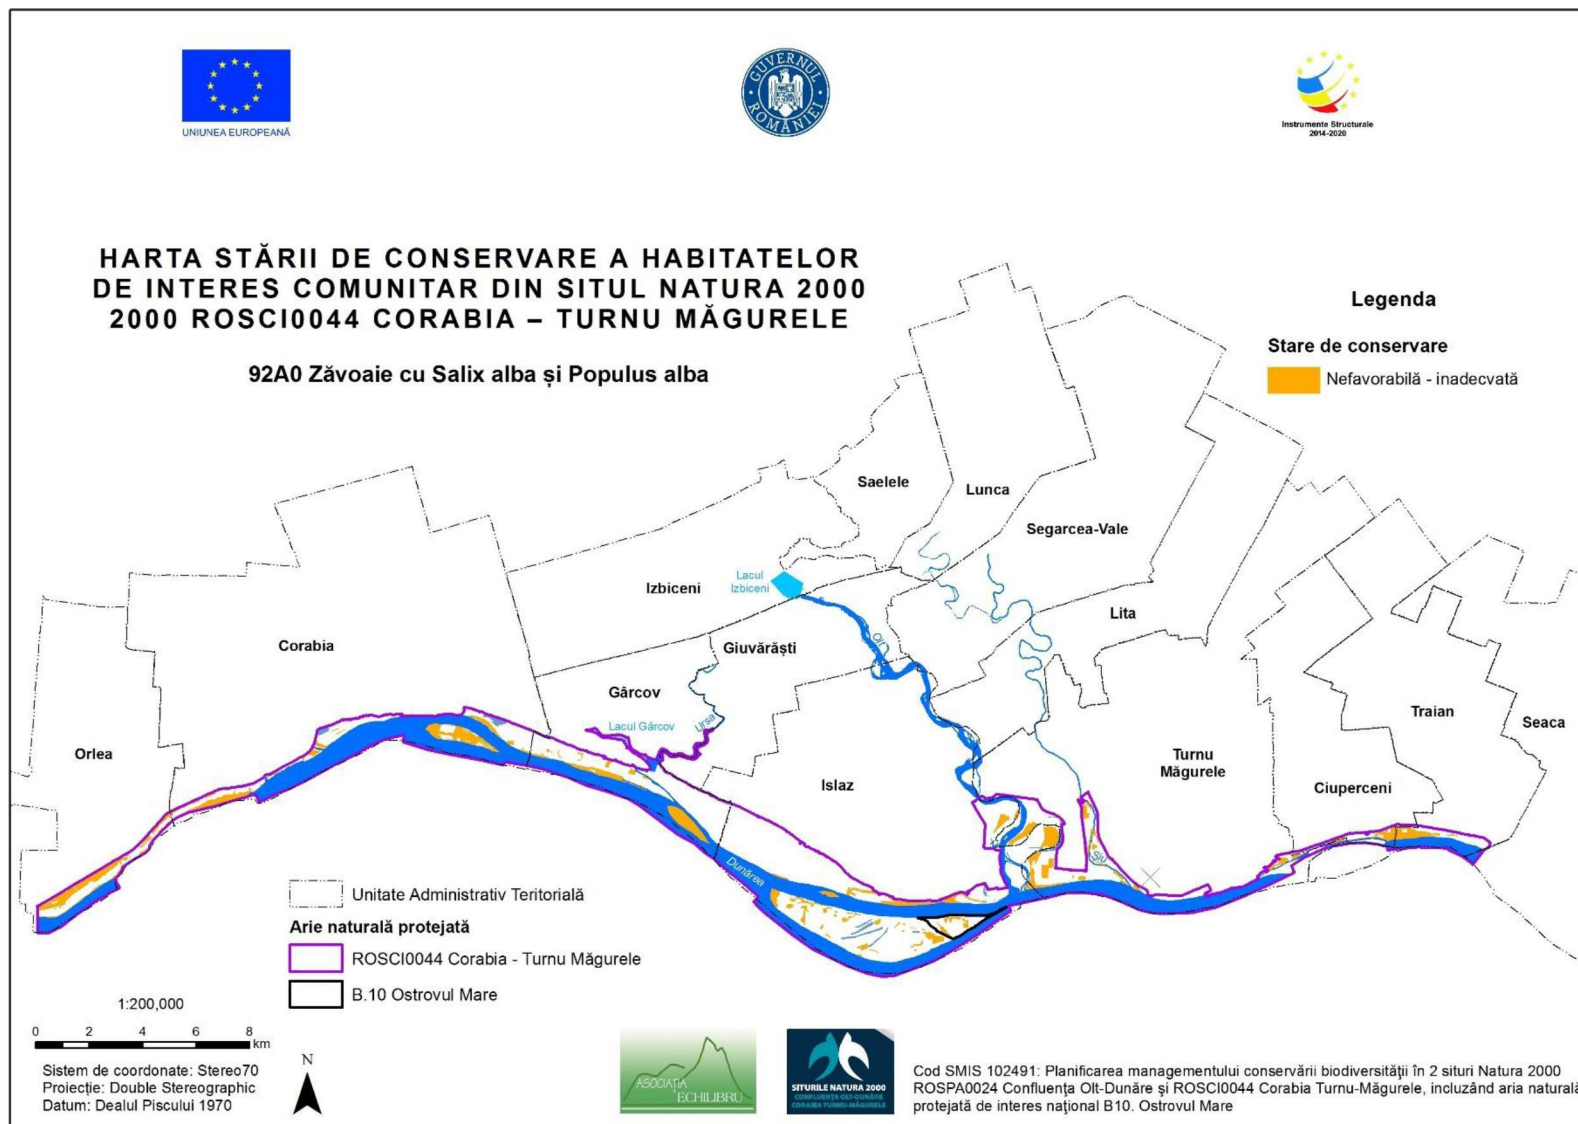 UNIUNEA EUROPEANĂ
GUVERNUL ROMÂNIEI
Instrumente Structurale
2014-2020
HARTA STĂRII DE CONSERVARE A HABITATELOR
DE INTERES COMUNITAR DIN SITUL NATURA 2000
2000 ROSCI0044 CORABIA – TURNU MĂGURELE
92A0 Zăvoaie cu Salix alba și Populus alba
Legenda
Stare de conservare
Nefavorabilă - inadecvată
Saelele
Lunca
Segarcea-Vale
Izbiceni
Lacul
Izbiceni
Lita
Corabia
Olt
Giuvărăști
Gârcov
Lacul Gârcov
Ursa
Orlea
Islaz
Turnu
Măgurele
Traian
Seaca
Ciuperceni
Siu
Dunărea
Unitate Administrativ Teritorială
Arie naturală protejată
ROSCI0044 Corabia - Turnu Măgurele
B.10 Ostrovul Mare
1:200,000
0 2 4 6 8
km
Sistem de coordonate: Stereo70
Proiecție: Double Stereographic
Datum: Dealul Piscului 1970
N
ASOCIAȚIA
ECHILIBRU
SITURILE NATURA 2000
CONFLUENȚA OLT-DUNĂRE
CORABIA TURNU-MĂGURELE
Cod SMIS 102491: Planificarea managementului conservării biodiversității în 2 situri Natura 2000
ROSPA0024 Confluența Olt-Dunăre și ROSCI0044 Corabia Turnu-Măgurele, incluzând aria naturală
protejată de interes național B10. Ostrovul Mare